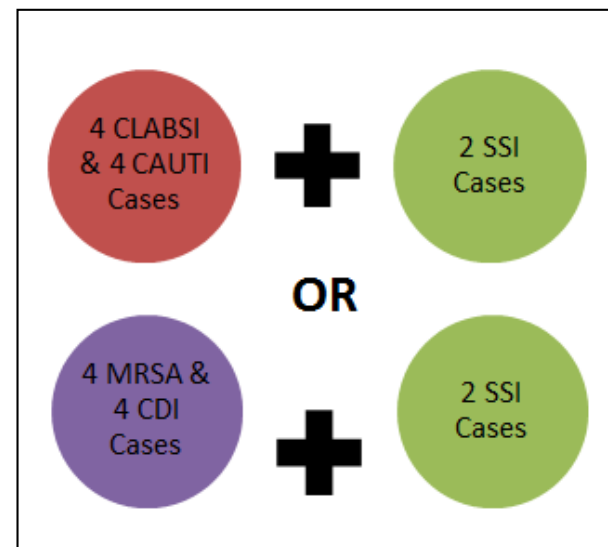 4 CLABSI
& 4 CAUTI
Cases
2 SSI
Cases
OR
4 MRSA &
4 CDI
Cases
2 SSI
Cases